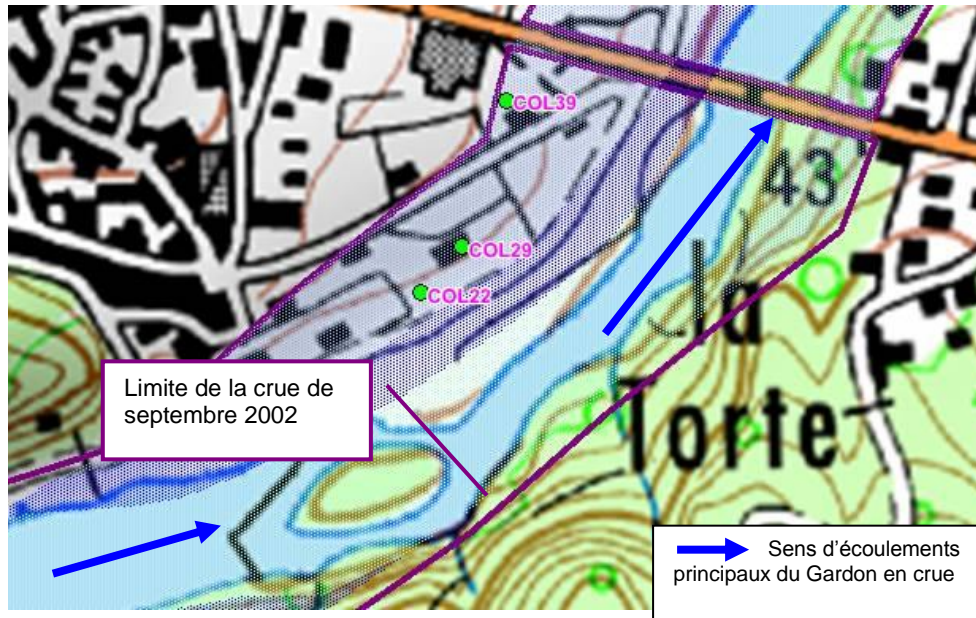 COL39
43
COL29
COL22
la
Limite de la crue de
septembre 2002
Torte
Sens d'écoulements
principaux du Gardon en crue